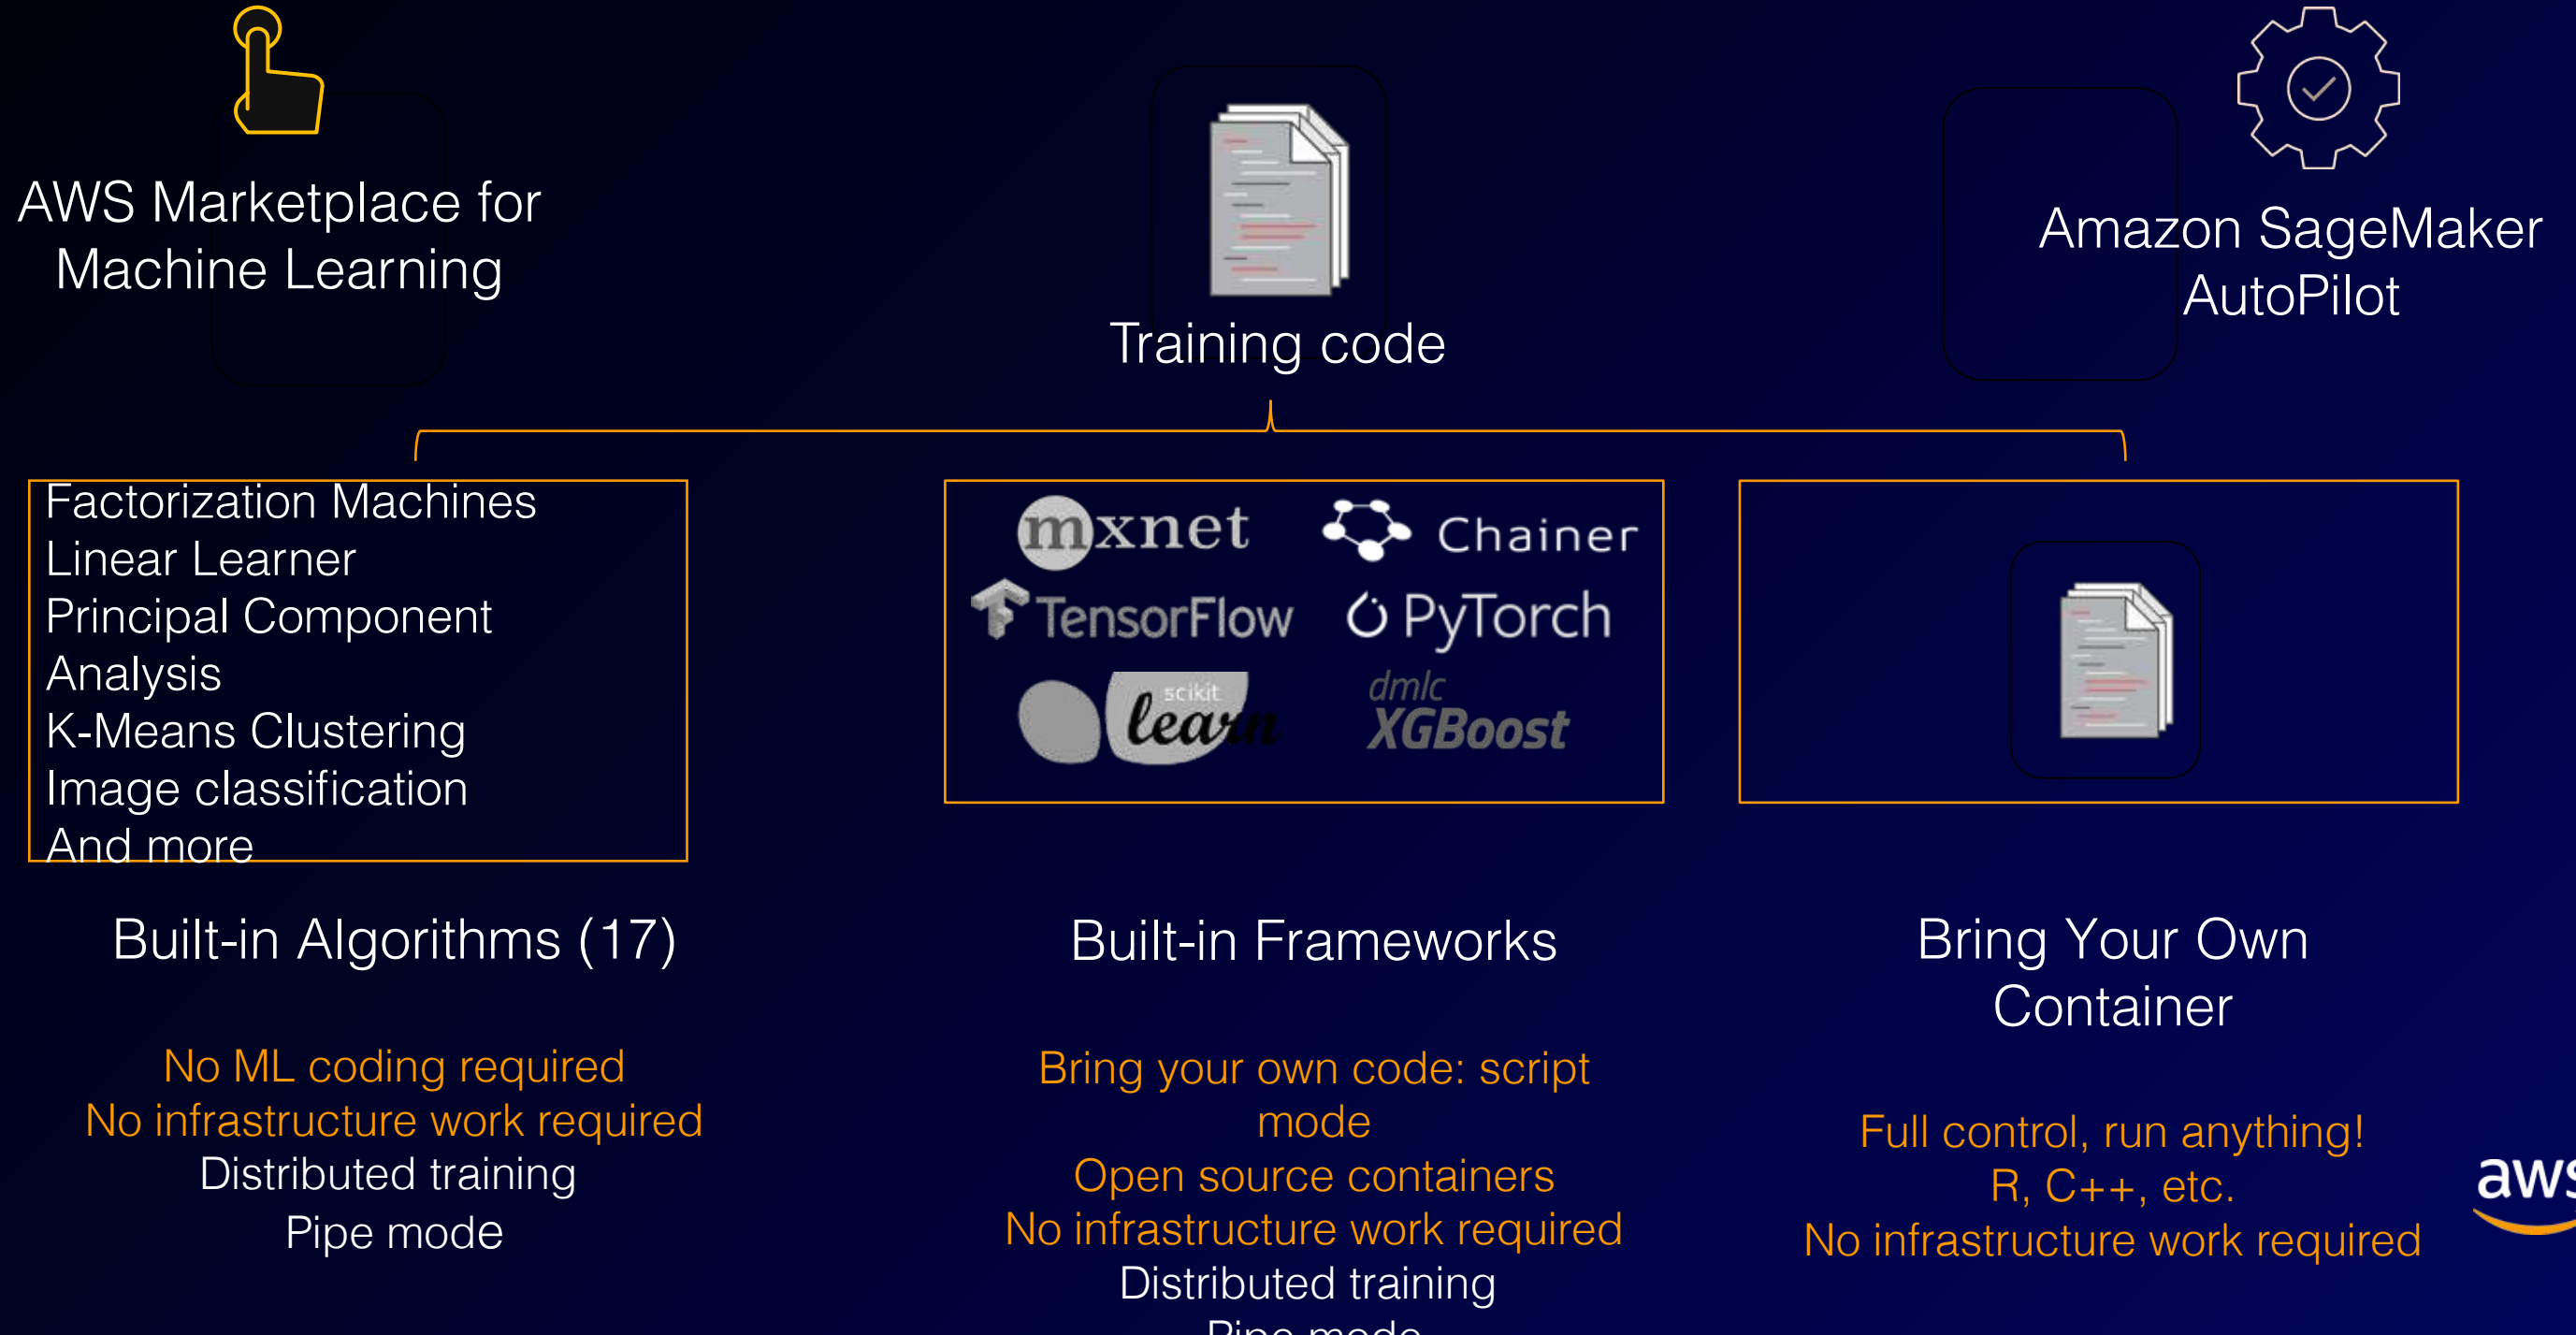 AWS Marketplace for
Machine Learning
Training code
Amazon SageMaker
AutoPilot
Factorization Machines
Linear Learner
Principal Component
Analysis
K-Means Clustering
Image classification
And more
mxnet
Chainer
TensorFlow
PyTorch
scikit
learn
dmlc
XGBoost
Built-in Algorithms (17)
No ML coding required
No infrastructure work required
Distributed training
Pipe mode
Built-in Frameworks
Bring your own code: script
mode
Open source containers
No infrastructure work required
Distributed training
Pipe mode
Bring Your Own
Container
Full control, run anything!
R, C++, etc.
No infrastructure work required
aws